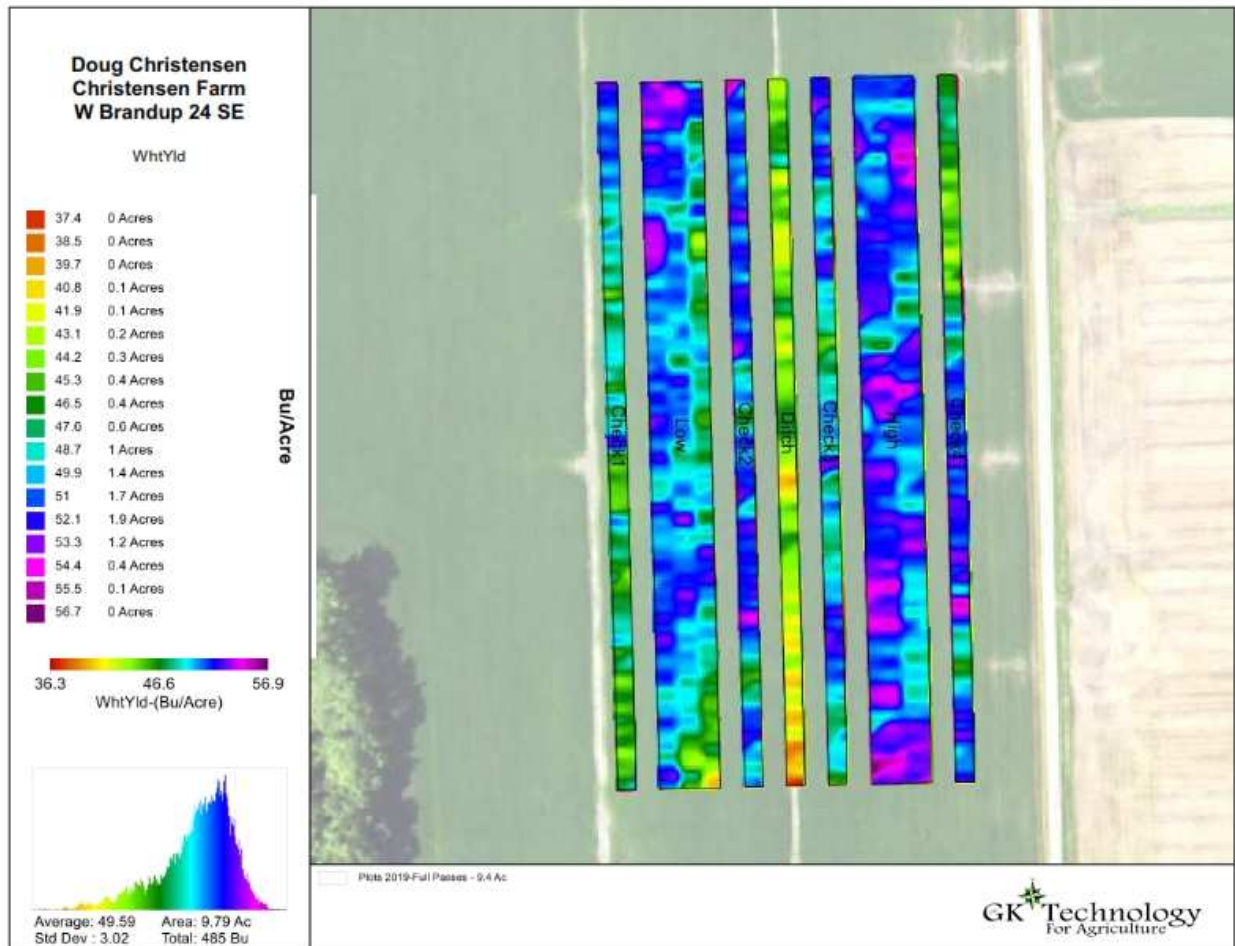 Doug Christensen
Christensen Farm
W Brandup 24 SE
WhtYld
37.4 0 Acres
38.5 0 Acres
39.7 0 Acres
40.8 0.1 Acres
41.9 0.1 Acres
43.1 0.2 Acres
44.2 0.3 Acres
45.3 0.4 Acres
46.5 0.4 Acres
47.6 0.6 Acres
48.7 1 Acres
49.9 1.4 Acres
51 1.7 Acres
52.1 1.9 Acres
53.3 1.2 Acres
54.4 0.4 Acres
55.5 0.1 Acres
56.7 0 Acres
Bu/Acre
36.3 46.6 56.9
WhtYld-(Bu/Acre)
Average: 49.59 Area: 9.79 Ac
Std Dev : 3.02 Total: 485 Bu
Check1
Low
Check2
Ditch
High
Plots 2019-Full Passes - 9.4 Ac
GK Technology
For Agriculture